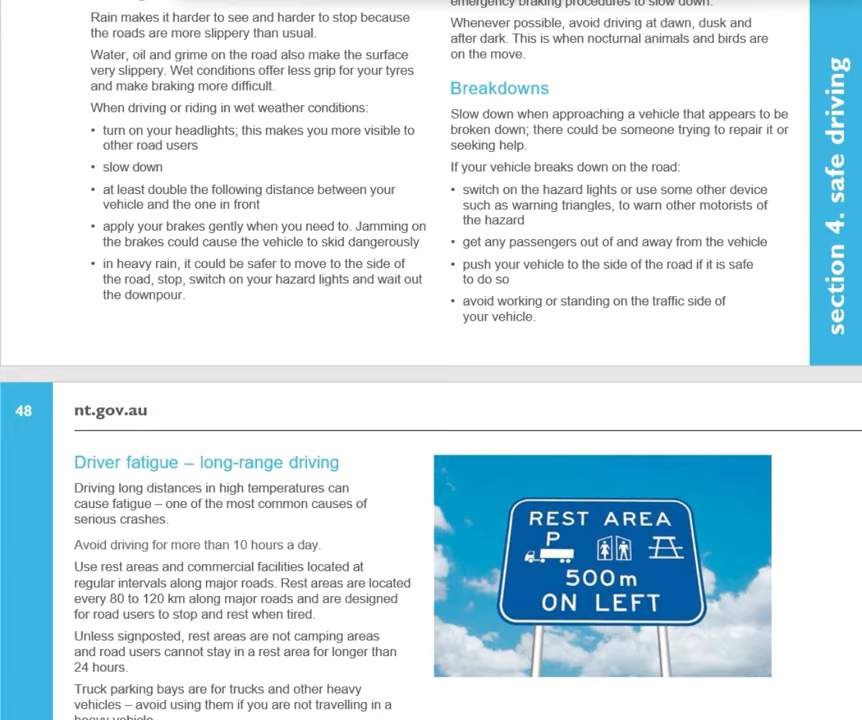 Rain makes it harder to see and harder to stop because
the roads are more slippery than usual.
Water, oil and grime on the road also make the surface
very slippery. Wet conditions offer less grip for your tyres
and make braking more difficult.
When driving or riding in wet weather conditions:
• turn on your headlights; this makes you more visible to
other road users
• slow down
• at least double the following distance between your
vehicle and the one in front
• apply your brakes gently when you need to. Jamming on
the brakes could cause the vehicle to skid dangerously
• in heavy rain, it could be safer to move to the side of
the road, stop, switch on your hazard lights and wait out
the downpour.
emergency braking procedures to slow down.
Whenever possible, avoid driving at dawn, dusk and
after dark. This is when nocturnal animals and birds are
on the move.
Breakdowns
Slow down when approaching a vehicle that appears to be
broken down; there could be someone trying to repair it or
seeking help.
If your vehicle breaks down on the road:
• switch on the hazard lights or use some other device
such as warning triangles, to warn other motorists of
the hazard
• get any passengers out of and away from the vehicle
• push your vehicle to the side of the road if it is safe
to do so
• avoid working or standing on the traffic side of
your vehicle.
section 4. safe driving
48
nt.gov.au
Driver fatigue – long-range driving
Driving long distances in high temperatures can
cause fatigue – one of the most common causes of
serious crashes.
Avoid driving for more than 10 hours a day.
Use rest areas and commercial facilities located at
regular intervals along major roads. Rest areas are located
every 80 to 120 km along major roads and are designed
for road users to stop and rest when tired.
Unless signposted, rest areas are not camping areas
and road users cannot stay in a rest area for longer than
24 hours.
Truck parking bays are for trucks and other heavy
vehicles – avoid using them if you are not travelling in a
heavy vehicle.
REST AREA
P
500m
ON LEFT